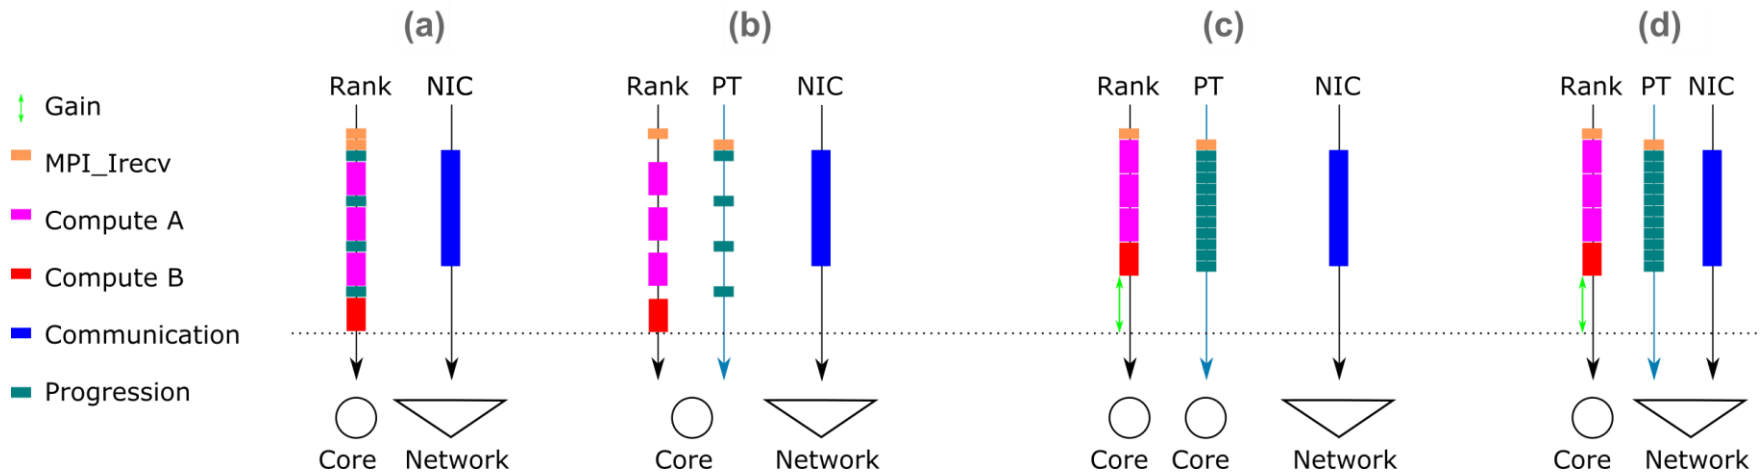 (a) (b) (c) (d)
Rank NIC Rank PT NIC Rank PT NIC Rank PT NIC
Gain
MPI_Irecv
Compute A
Compute B
Communication
Progression
Core Network Core Network Core Core Network Core Network